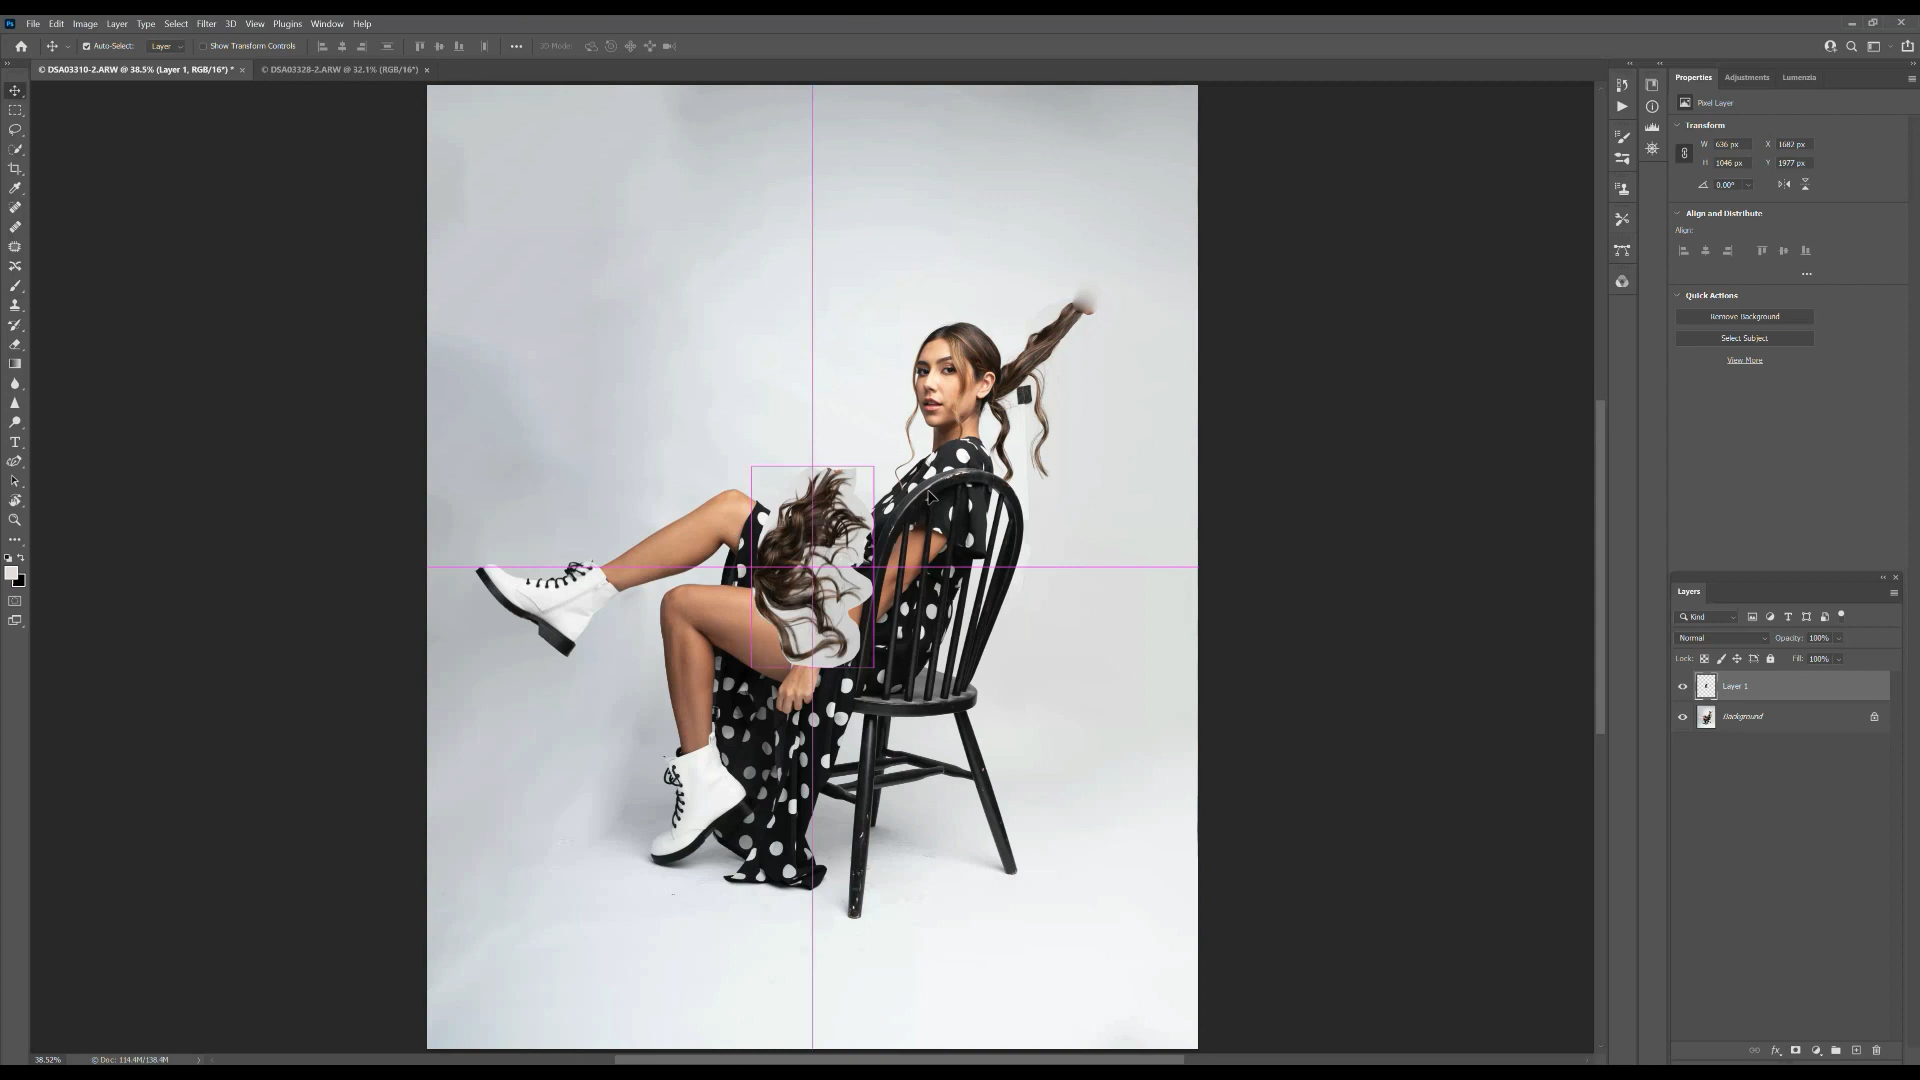 Ps File Edit Image Layer Type Select Filter 3D View Plugins Window Help
Auto-Select: Layer Show Transform Controls 3D Mode:
© DSA03310-2.ARW @ 38.5% (Layer 1, RGB/16*) * × © DSA03328-2.ARW @ 32.1% (RGB/16*) ×
Properties Adjustments Lumenzia
Pixel Layer
Transform
W 636 px X 1682 px
H 1046 px Y 1977 px
0.00°
Align and Distribute
Align:
Quick Actions
Remove Background
Select Subject
View More
Layers
Kind
Normal Opacity: 100%
Lock: Fill: 100%
Layer 1
Background
fx
38.52% © Doc: 114.4M/138.4M